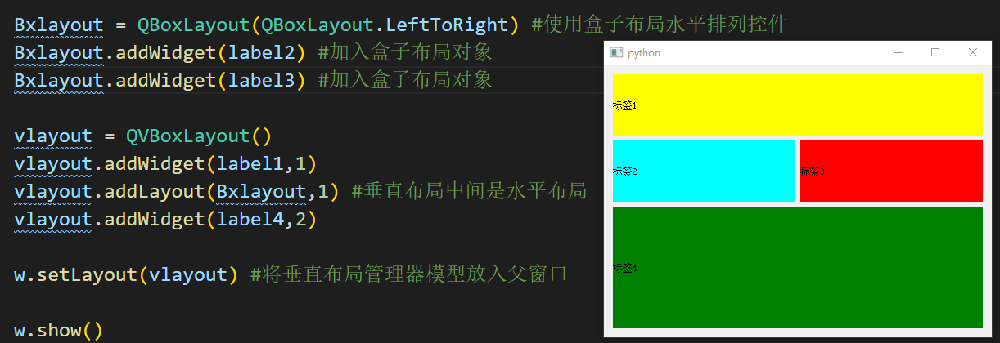 Bxlayout = QBoxLayout(QBoxLayout.LeftToRight) #使用盒子布局水平排列控件
Bxlayout.addWidget(label2) #加入盒子布局对象
Bxlayout.addWidget(label3) #加入盒子布局对象
vlayout = QVBoxLayout()
vlayout.addWidget(label1,1)
vlayout.addLayout(Bxlayout,1) #垂直布局中间是水平布局
vlayout.addWidget(label4,2)
w.setLayout(vlayout) #将垂直布局管理器模型放入父窗口
w.show()
python
标签1
标签2
标签3
标签4